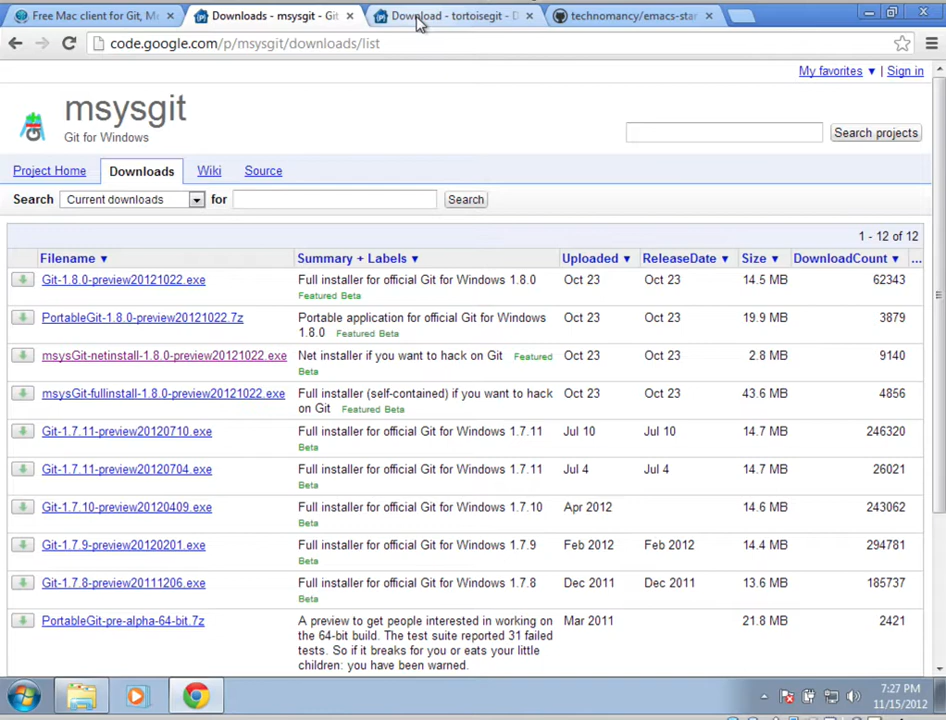 Free Mac client for Git, M
Downloads - msysgit - Git
Download - tortoisegit - D
technomancy/emacs-star
code.google.com/p/msysgit/downloads/list
My favorites ▼ | Sign in
msysgit
Git for Windows
Search projects
Project Home Downloads Wiki Source
Search Current downloads for Search
1 - 12 of 12
Filename ▼ Summary + Labels ▼ Uploaded ▼ ReleaseDate ▼ Size ▼ DownloadCount ▼ ...
Git-1.8.0-preview20121022.exe Full installer for official Git for Windows 1.8.0 Oct 23 Oct 23 14.5 MB 62343
Featured Beta
PortableGit-1.8.0-preview20121022.7z Portable application for official Git for Windows Oct 23 Oct 23 19.9 MB 3879
1.8.0 Featured Beta
msysGit-netinstall-1.8.0-preview20121022.exe Net installer if you want to hack on Git Featured Oct 23 Oct 23 2.8 MB 9140
Beta
msysGit-fullinstall-1.8.0-preview20121022.exe Full installer (self-contained) if you want to hack Oct 23 Oct 23 43.6 MB 4856
on Git Featured Beta
Git-1.7.11-preview20120710.exe Full installer for official Git for Windows 1.7.11 Jul 10 Jul 10 14.7 MB 246320
Beta
Git-1.7.11-preview20120704.exe Full installer for official Git for Windows 1.7.11 Jul 4 Jul 4 14.7 MB 26021
Beta
Git-1.7.10-preview20120409.exe Full installer for official Git for Windows 1.7.10 Apr 2012 14.6 MB 243062
Beta
Git-1.7.9-preview20120201.exe Full installer for official Git for Windows 1.7.9 Feb 2012 Feb 2012 14.4 MB 294781
Beta
Git-1.7.8-preview20111206.exe Full installer for official Git for Windows 1.7.8 Dec 2011 Dec 2011 13.6 MB 185737
Beta
PortableGit-pre-alpha-64-bit.7z A preview to get people interested in working on Mar 2011 21.8 MB 2421
the 64-bit build. The test suite reported 31 failed
tests. So if it breaks for you or eats your little
children: you have been warned.
7:27 PM
11/15/2012